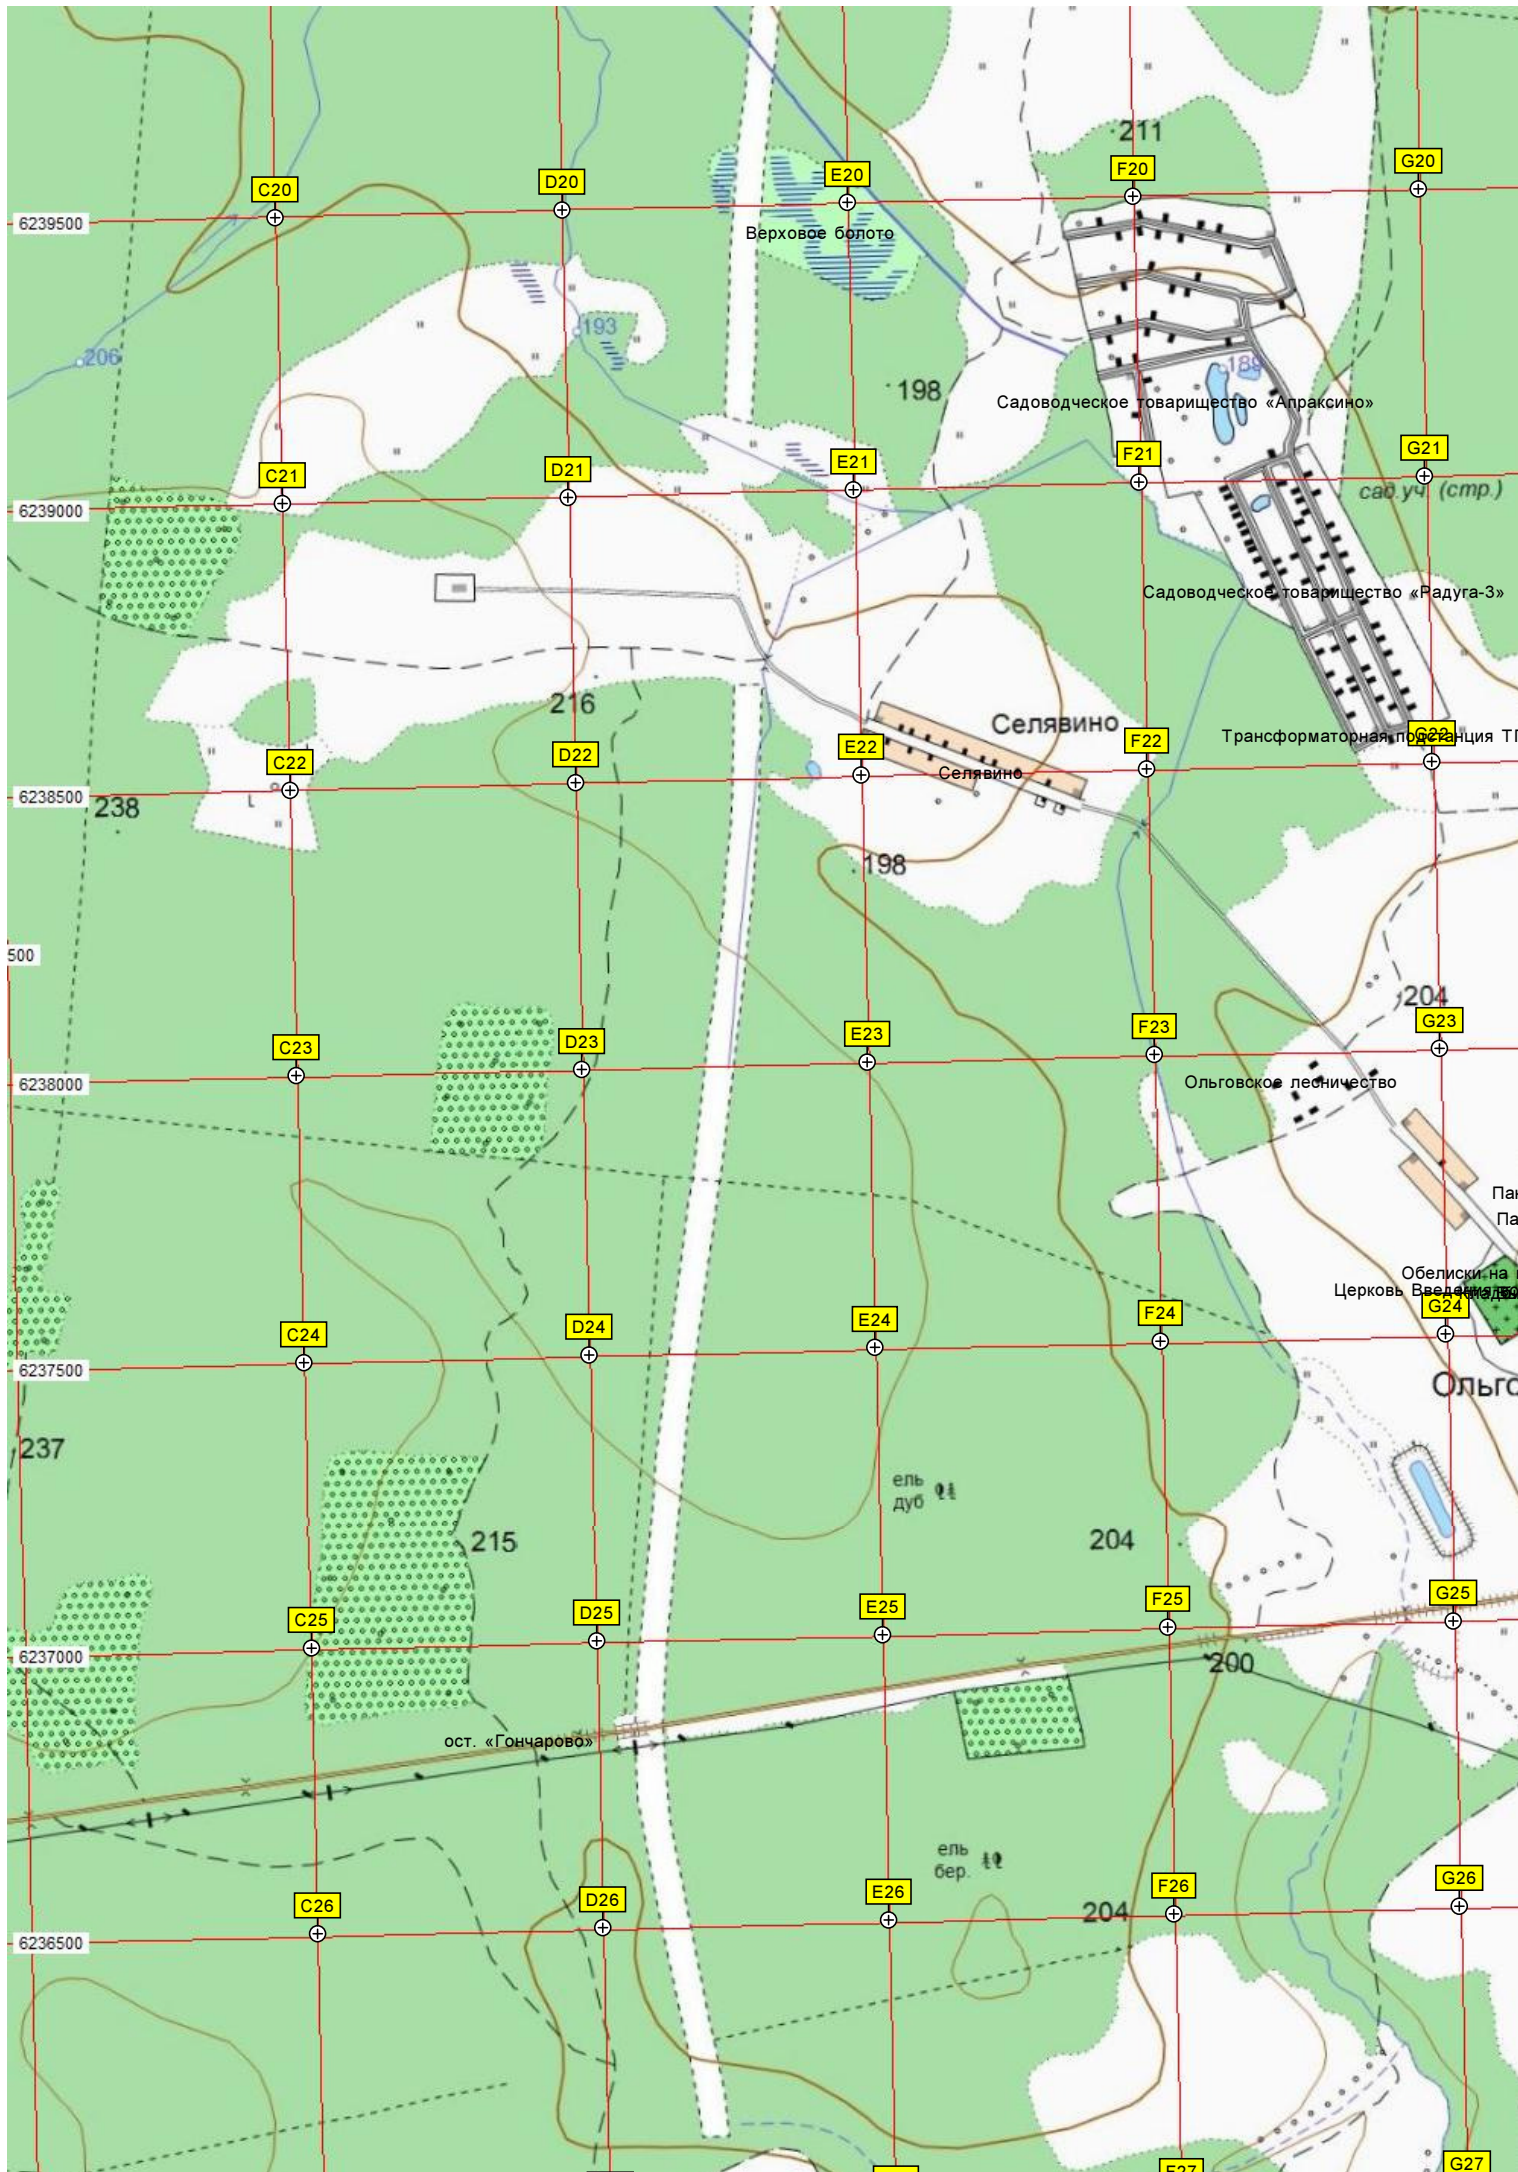 211
C20
D20
E20
F20
G20
6239500
Верховое болото
193
206
189
198
Садоводческое товарищество «Апраксино»
C21
D21
E21
F21
G21
сад.уч. (стр.)
6239000
Садоводческое товарищество «Радуга-3»
216
Селявино
C22
D22
E22
F22
G22
Трансформаторная подстанция
Селявино
6238500
238
198
500
204
C23
D23
E23
F23
G23
6238000
Ольговское лесничество
Обелиски на
Церковь Введения
C24
D24
E24
F24
G24
6237500
237
ель
дуб
215
204
C25
D25
E25
F25
G25
6237000
200
ост. «Гончарово»
ель
бер.
C26
D26
E26
F26
G26
204
6236500
F27
G27